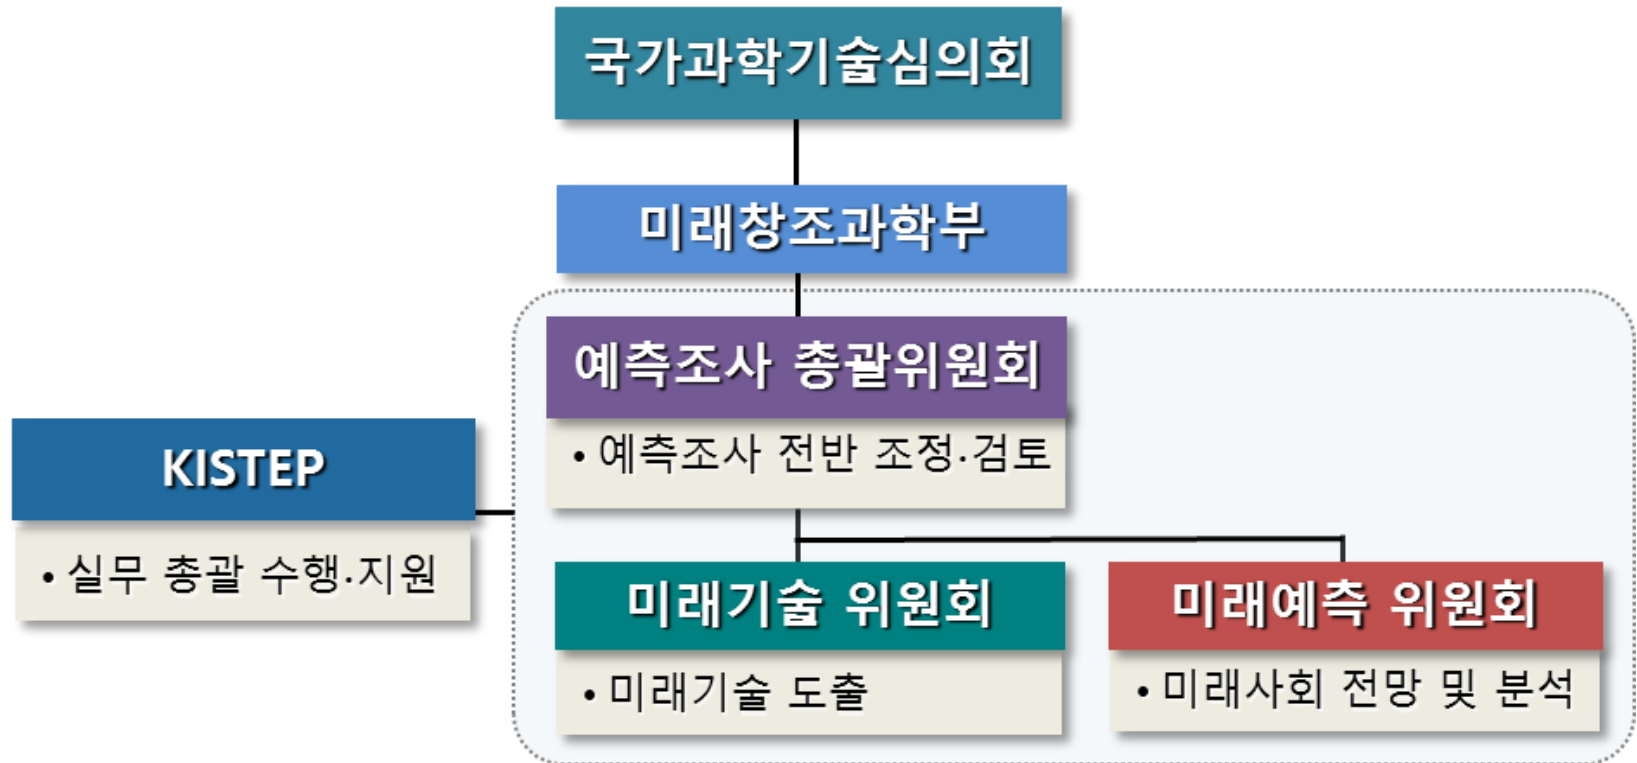 국가과학기술심의회
미래창조과학부
예측조사 총괄위원회
• 예측조사 전반 조정·검토
KISTEP
• 실무 총괄 수행·지원
미래기술 위원회
• 미래기술 도출
미래예측 위원회
• 미래사회 전망 및 분석